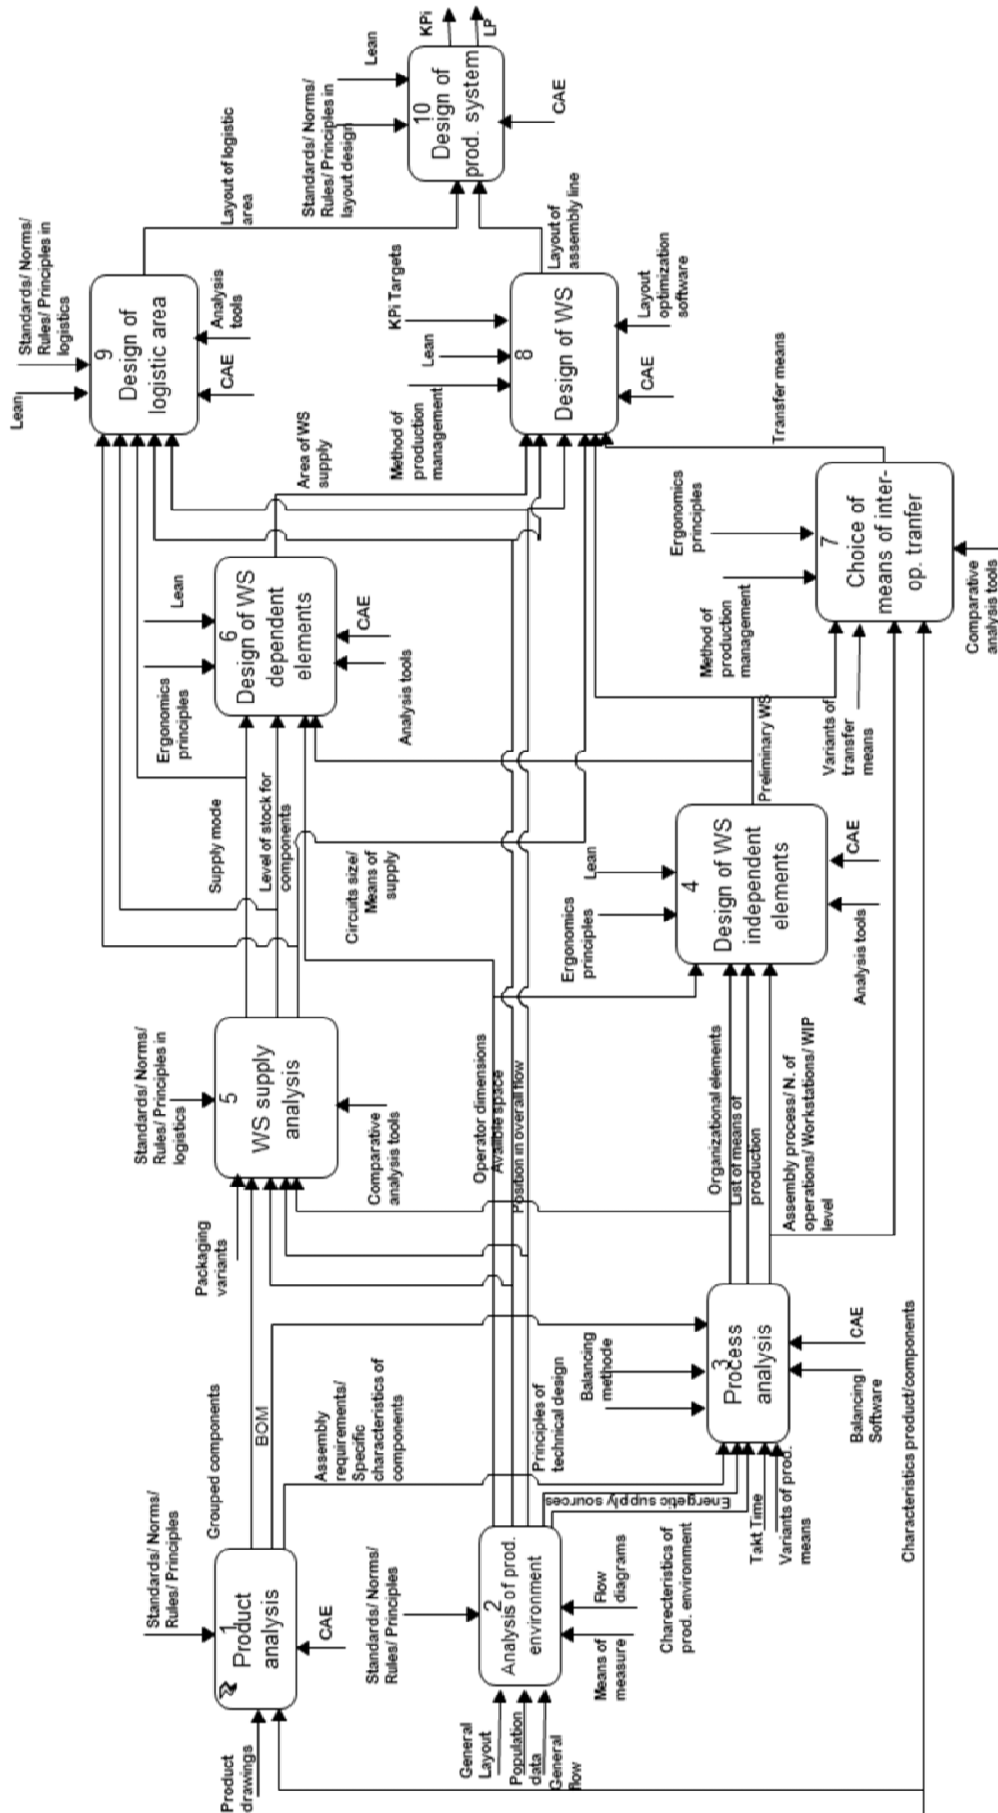 Product
drawings
Standards/ Norms/
Rules/ Principles
1
Product
analysis
CAE
Grouped components
BOM
Assembly
requirements/
Specific
characteristics of
components
General
Layout
Population
data
General
flow
Standards/ Norms/
Rules/ Principles
2
Analysis of prod.
environment
Means of
measure
Flow
diagrams
Charecteristics of
prod. environment
Energetic supply sources
Principles of
technical design
Balancing
methode
Takt Time
Variants of prod.
means
3
Process
analysis
Balancing
Software
CAE
Characteristics product/components
Packaging
variants
Standards/ Norms/
Rules/ Principles in
logistics
5
WS supply
analysis
Comparative
analysis tools
Operator dimensions
Availble space
Position in overall flow
Organizational elements
List of means of
production
Assembly process/ N. of
operations/ Workstations/ WIP
level
Ergonomics
principles
Lean
4
Design of WS
independent
elements
Analysis tools
CAE
Supply mode
Level of stock for
components
Circuits size/
Means of
supply
Preliminary WS
Ergonomics
principles
Lean
6
Design of WS
dependent
elements
Analysis tools
CAE
Area of WS
supply
Variants of
transfer
means
Method of
production
management
Ergonomics
principles
7
Choice of
means of inter-
op. tranfer
Comparative
analysis tools
Transfer means
Lean
Standards/ Norms/
Rules/ Principles in
logistics
9
Design of
logistic area
CAE
Analysis
tools
Layout of logistic
area
Method of
production
management
Lean
KPi Targets
8
Design of WS
CAE
Layout
optimization
software
Layout of
assembly line
Standards/ Norms/
Rules/ Principles in
layout design
Lean
10
Design of
prod. system
CAE
KPi
LP